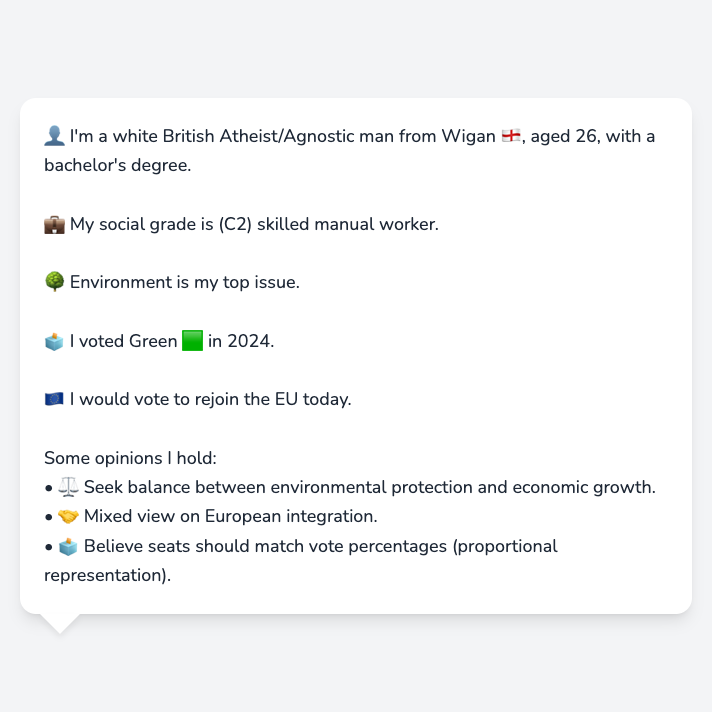 👤 I'm a white British Atheist/Agnostic man from Wigan 🏴󠁧󠁢󠁥󠁮󠁧󠁿, aged 26, with a
bachelor's degree.
💼 My social grade is (C2) skilled manual worker.
🌳 Environment is my top issue.
🗳️ I voted Green 🟩 in 2024.
🇪🇺 I would vote to rejoin the EU today.
Some opinions I hold:
• ⚖️ Seek balance between environmental protection and economic growth.
• 🤝 Mixed view on European integration.
• 🗳️ Believe seats should match vote percentages (proportional
representation).